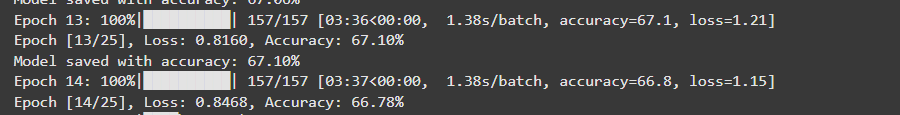 Model saved with accuracy: 67.06%
Epoch 13: 100%|██████████| 157/157 [03:36<00:00,  1.38s/batch, accuracy=67.1, loss=1.21]
Epoch [13/25], Loss: 0.8160, Accuracy: 67.10%
Model saved with accuracy: 67.10%
Epoch 14: 100%|██████████| 157/157 [03:37<00:00,  1.38s/batch, accuracy=66.8, loss=1.15]
Epoch [14/25], Loss: 0.8468, Accuracy: 66.78%